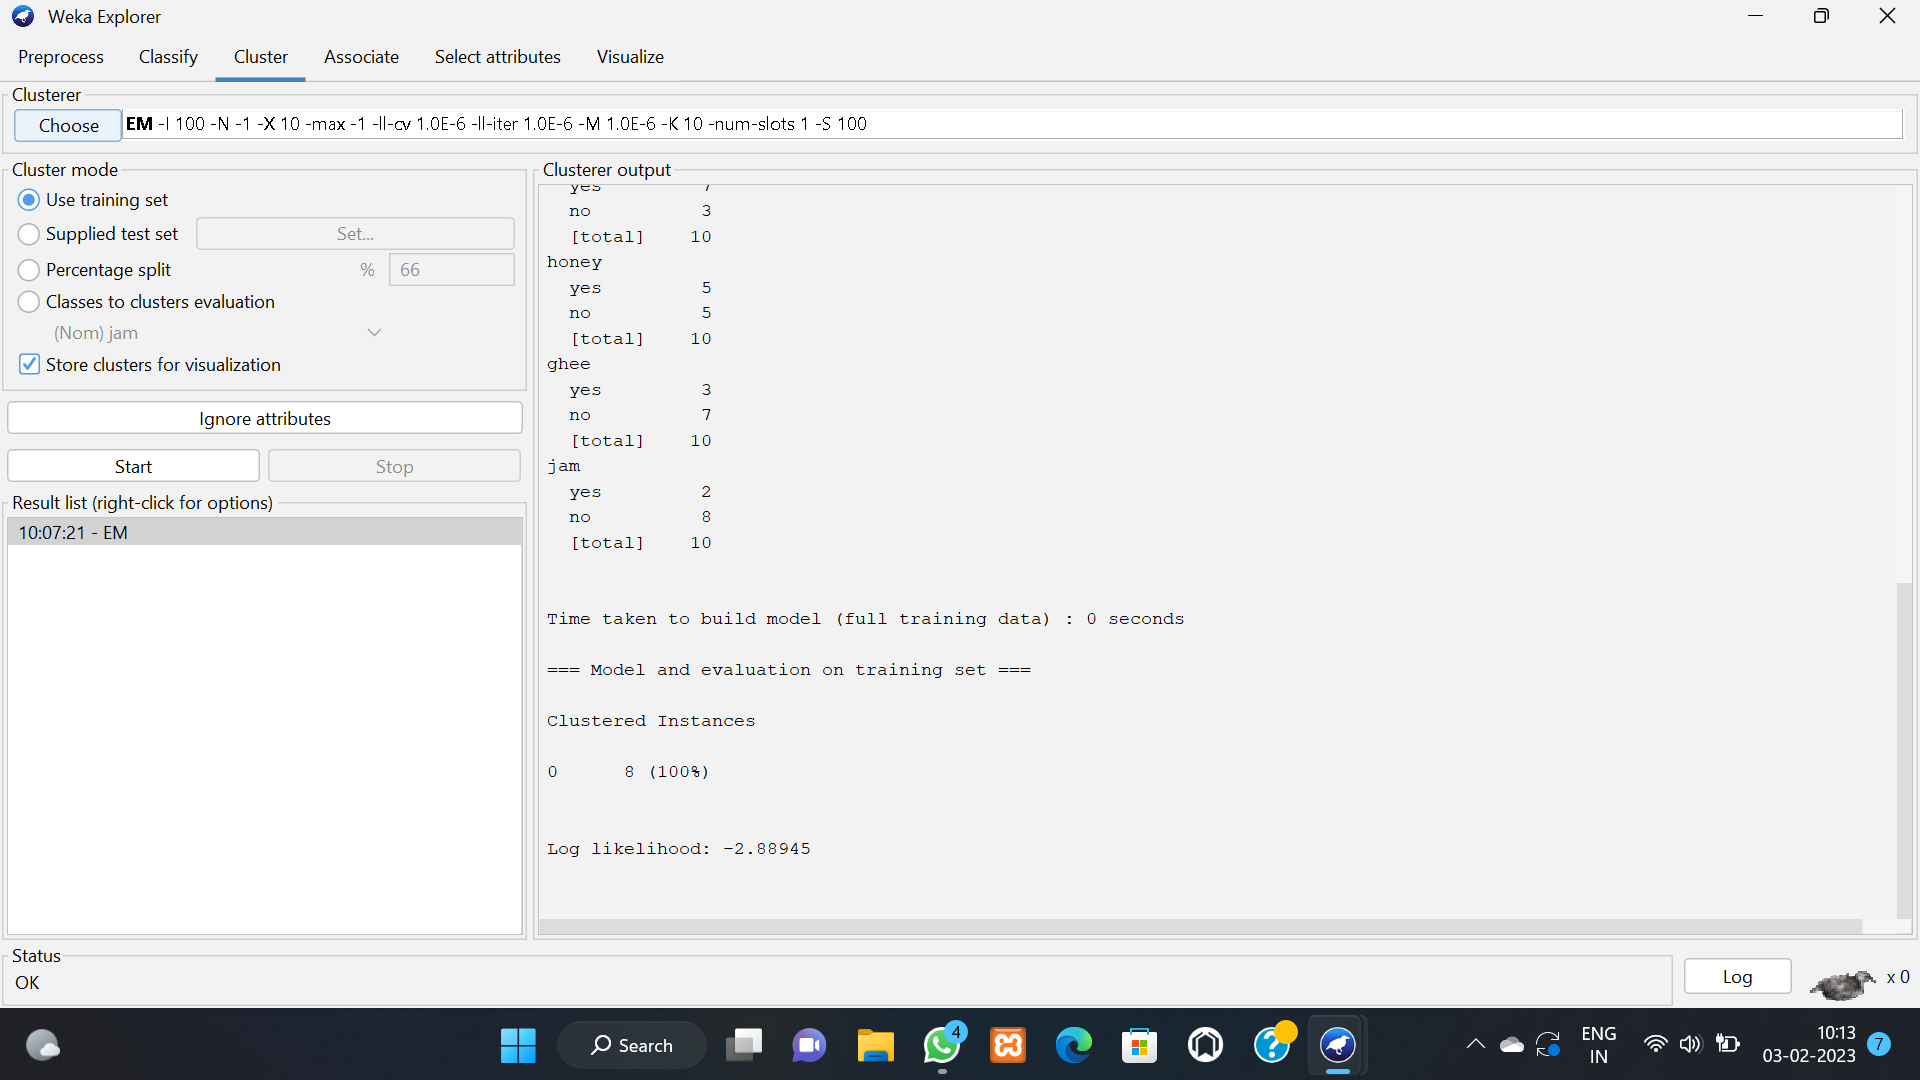 Weka Explorer
Preprocess Classify Cluster Associate Select attributes Visualize
Clusterer
Choose EM -I 100 -N -1 -X 10 -max -1 -ll-cv 1.0E-6 -ll-iter 1.0E-6 -M 1.0E-6 -K 10 -num-slots 1 -S 100
Cluster mode
Use training set
Supplied test set Set...
Percentage split % 66
Classes to clusters evaluation
(Nom) jam
Store clusters for visualization
Ignore attributes
Start Stop
Result list (right-click for options)
10:07:21 - EM
Clusterer output
yes 7
no 3
[total] 10
honey
yes 5
no 5
[total] 10
ghee
yes 3
no 7
[total] 10
jam
yes 2
no 8
[total] 10
Time taken to build model (full training data) : 0 seconds
=== Model and evaluation on training set ===
Clustered Instances
0 8 (100%)
Log likelihood: -2.88945
Status
OK
Log x 0
Search
4
ENG
IN
10:13
03-02-2023
7